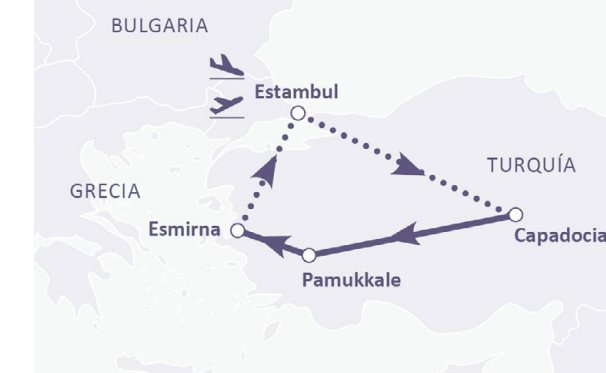 BULGARIA
Estambul
TURQUÍA
GRECIA
Esmirna
Capadocia
Pamukkale